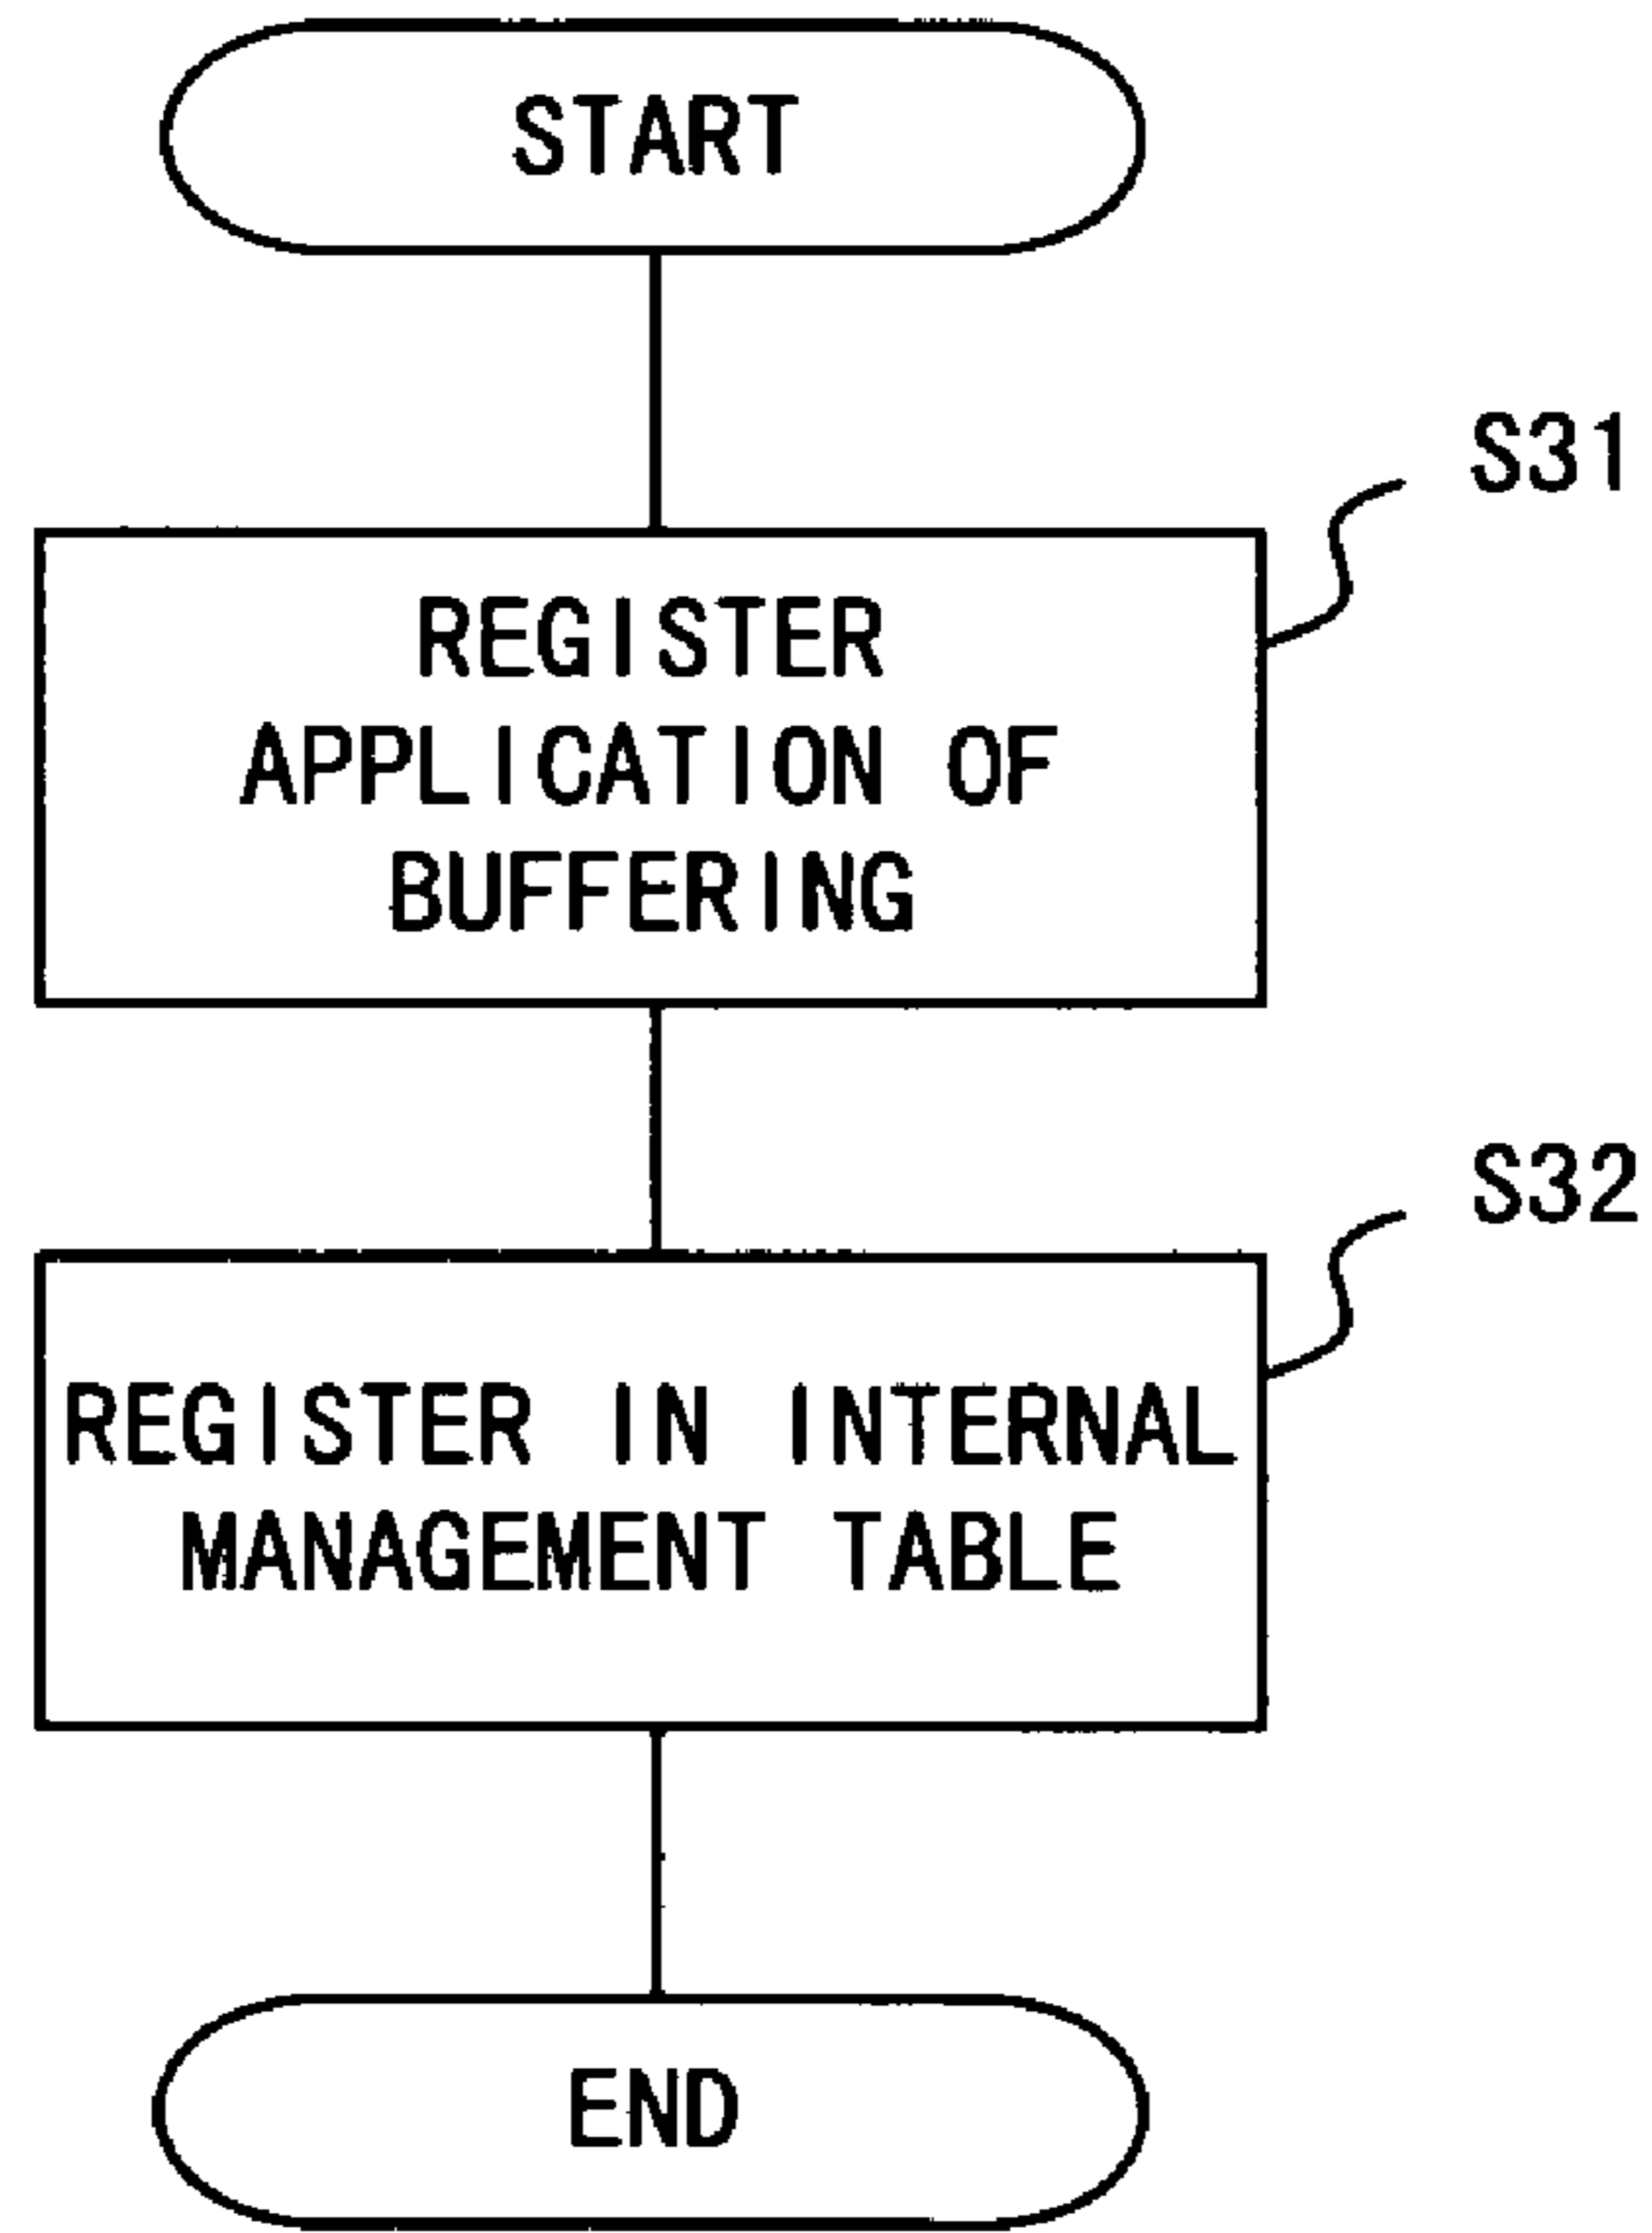 START
S31
REGISTER
APPLICATION OF
BUFFERING
S32
REGISTER IN INTERNAL
MANAGEMENT TABLE
END